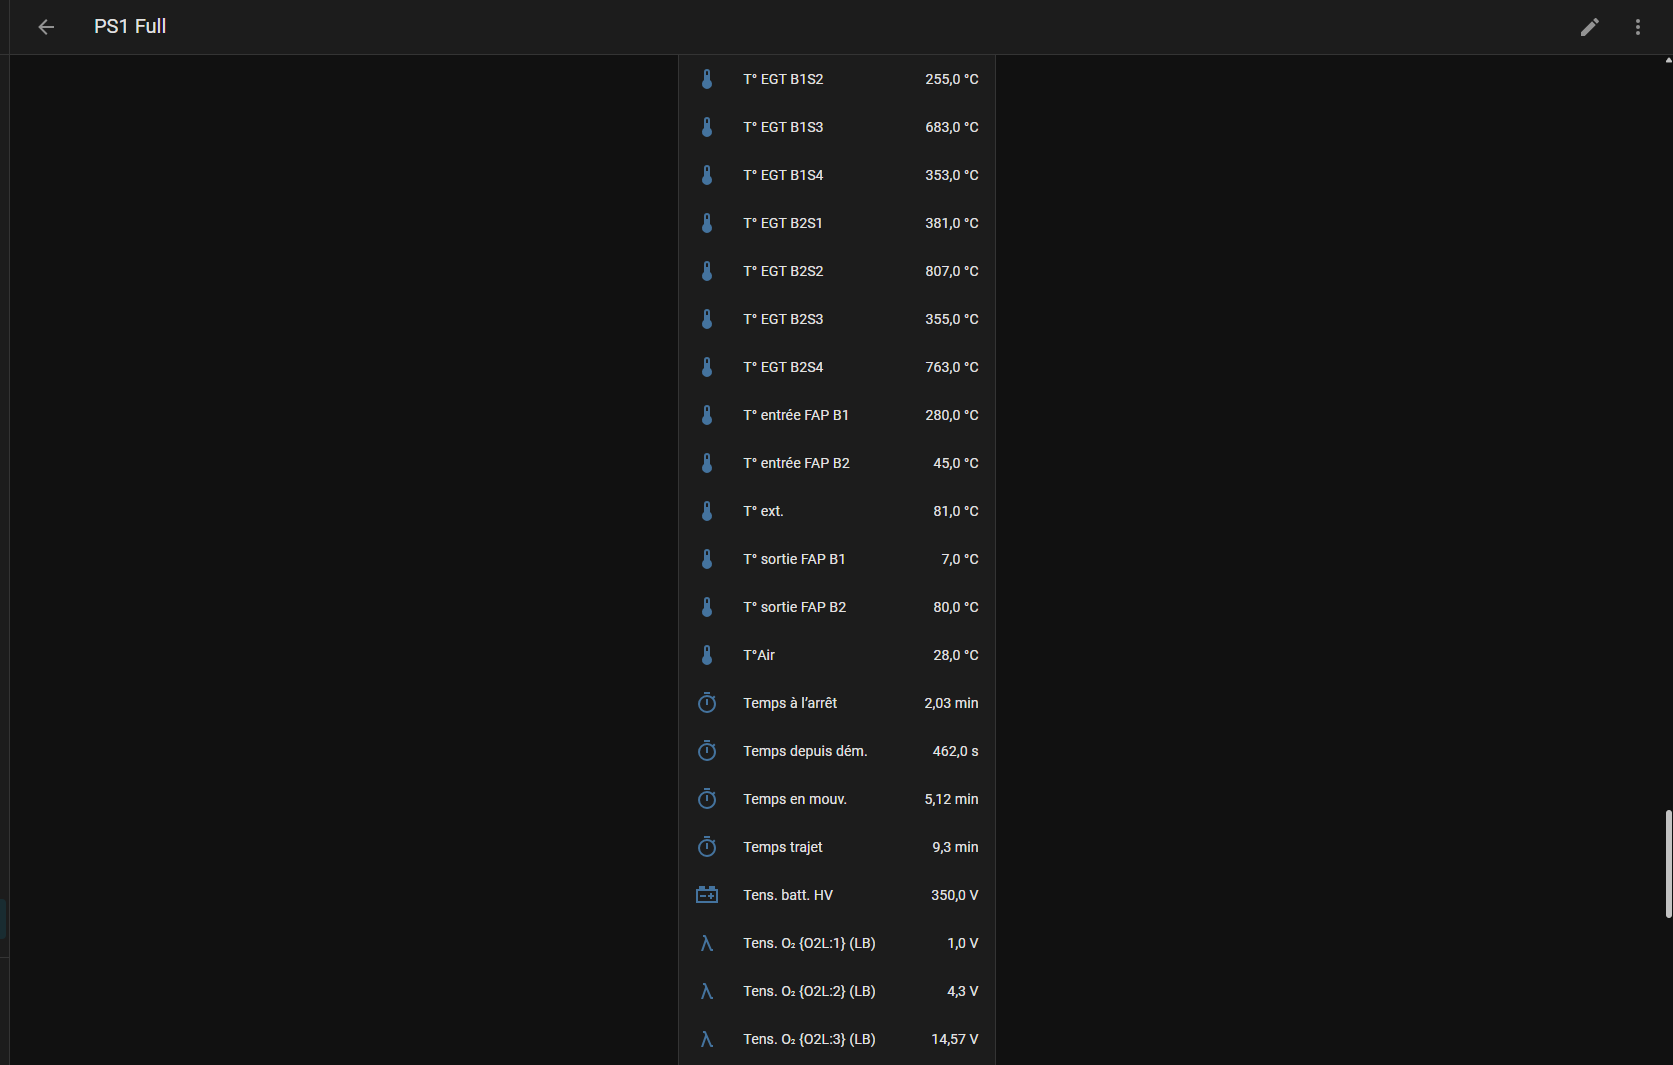 PS1 Full
T° EGT B1S2 255,0 °C
T° EGT B1S3 683,0 °C
T° EGT B1S4 353,0 °C
T° EGT B2S1 381,0 °C
T° EGT B2S2 807,0 °C
T° EGT B2S3 355,0 °C
T° EGT B2S4 763,0 °C
T° entrée FAP B1 280,0 °C
T° entrée FAP B2 45,0 °C
T° ext. 81,0 °C
T° sortie FAP B1 7,0 °C
T° sortie FAP B2 80,0 °C
T°Air 28,0 °C
Temps à l’arrêt 2,03 min
Temps depuis dém. 462,0 s
Temps en mouv. 5,12 min
Temps trajet 9,3 min
Tens. batt. HV 350,0 V
λ Tens. O₂ {O2L:1} (LB) 1,0 V
λ Tens. O₂ {O2L:2} (LB) 4,3 V
λ Tens. O₂ {O2L:3} (LB) 14,57 V